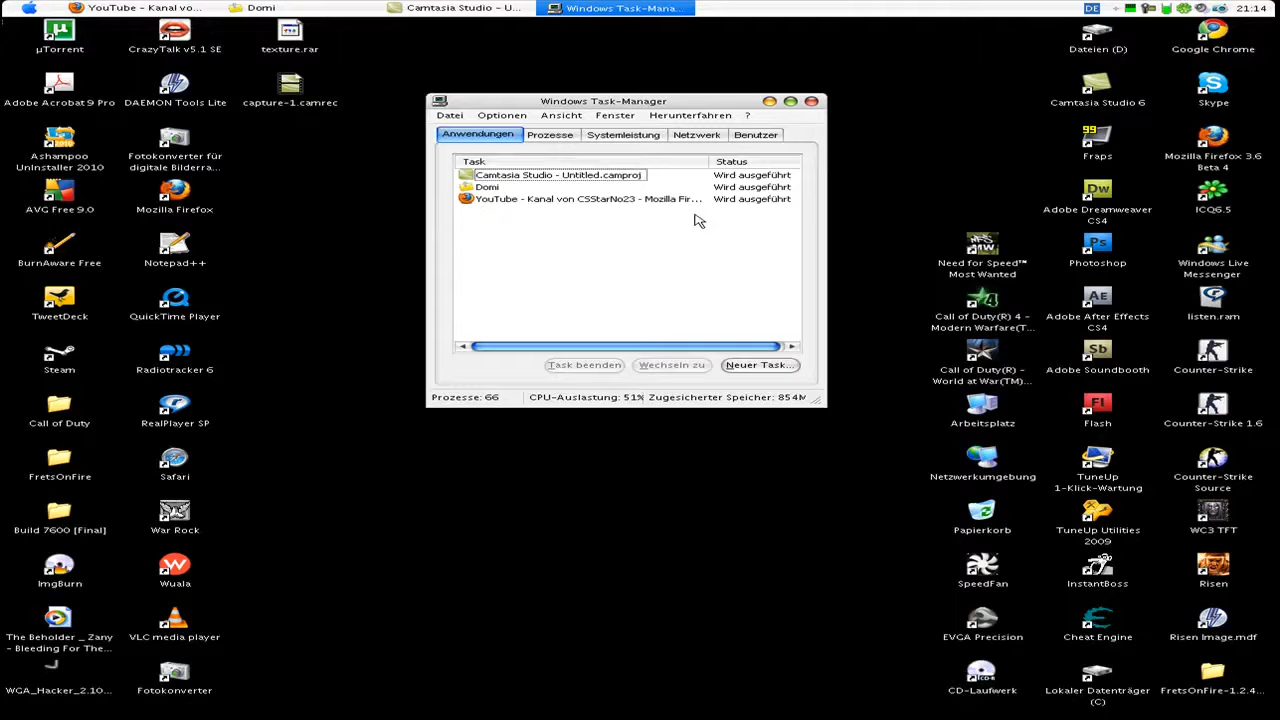 YouTube - Kanal vo...
Domi
Camtasia Studio - U...
Windows Task-Mana...
DE
21:14
µTorrent
CrazyTalk v5.1 SE
texture.rar
Adobe Acrobat 9 Pro
DAEMON Tools Lite
capture-1.camrec
Ashampoo
UnInstaller 2010
Fotokonverter für
digitale Bilderra...
AVG Free 9.0
Mozilla Firefox
BurnAware Free
Notepad++
TweetDeck
QuickTime Player
Steam
Radiotracker 6
Call of Duty
RealPlayer SP
FretsOnFire
Safari
Build 7600 [Final]
War Rock
ImgBurn
Wuala
The Beholder _ Zany
- Bleeding For The...
VLC media player
WGA_Hacker_2.10...
Fotokonverter
Windows Task-Manager
Datei Optionen Ansicht Fenster Herunterfahren ?
Anwendungen Prozesse Systemleistung Netzwerk Benutzer
Task Status
Camtasia Studio - Untitled.camproj Wird ausgeführt
Domi Wird ausgeführt
YouTube - Kanal von CSStarNo23 - Mozilla Fir... Wird ausgeführt
Task beenden Wechseln zu Neuer Task...
Prozesse: 66 CPU-Auslastung: 51% Zugesicherter Speicher: 854M
Dateien (D)
Google Chrome
Camtasia Studio 6
Skype
99
Fraps
Mozilla Firefox 3.6
Beta 4
Dw
Adobe Dreamweaver
CS4
ICQ6.5
MW
Need for Speed™
Most Wanted
Ps
Photoshop
Windows Live
Messenger
4
Call of Duty(R) 4 -
Modern Warfare(T...
Ae
Adobe After Effects
CS4
listen.ram
Call of Duty(R) -
World at War(TM)...
Sb
Adobe Soundbooth
Counter-Strike
Arbeitsplatz
Fl
Flash
Counter-Strike 1.6
Netzwerkumgebung
TuneUp
1-Klick-Wartung
Counter-Strike
Source
Papierkorb
TuneUp Utilities
2009
WC3 TFT
SpeedFan
InstantBoss
Risen
EVGA Precision
Cheat Engine
Risen Image.mdf
CD-R
CD-Laufwerk
Lokaler Datenträger
(C)
FretsOnFire-1.2.4...